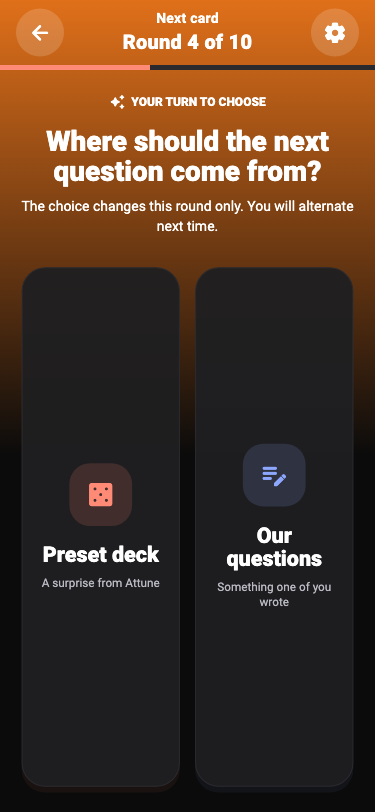 Next card
Round 4 of 10
YOUR TURN TO CHOOSE
Where should the next
question come from?
The choice changes this round only. You will alternate
next time.
Preset deck
A surprise from Attune
Our
questions
Something one of you
wrote